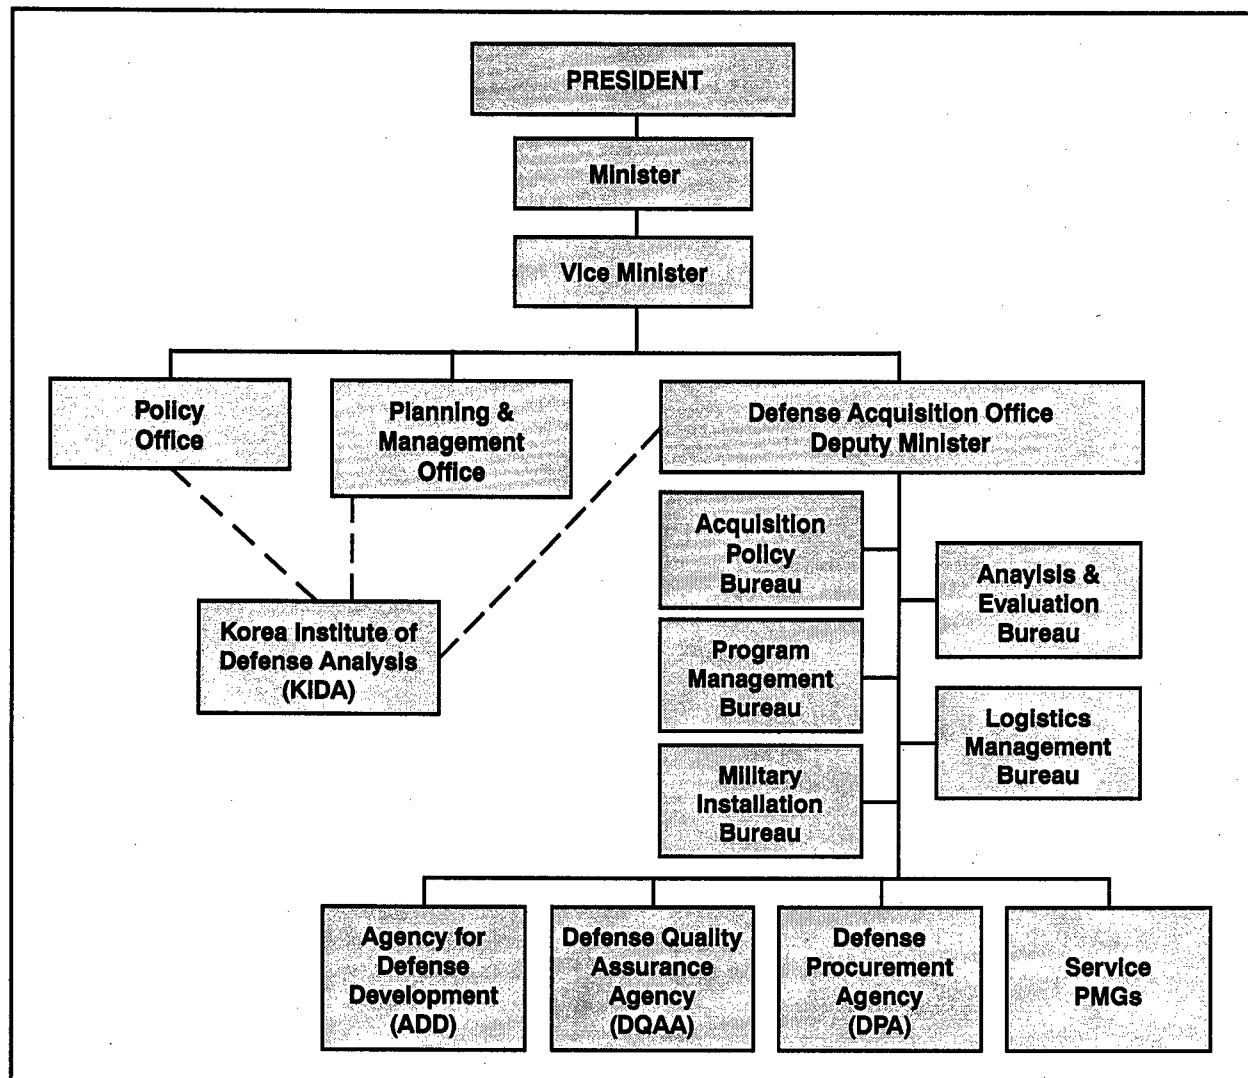 PRESIDENT
Minister
Vice Minister
Policy
Office
Planning &
Management
Office
Defense Acquisition Office
Deputy Minister
Acquisition
Policy
Bureau
Anaylsis &
Evaluation
Bureau
Korea Institute of
Defense Analysis
(KIDA)
Program
Management
Bureau
Logistics
Management
Bureau
Military
Installation
Bureau
Agency for
Defense
Development
(ADD)
Defense Quality
Assurance
Agency
(DQAA)
Defense
Procurement
Agency
(DPA)
Service
PMGs